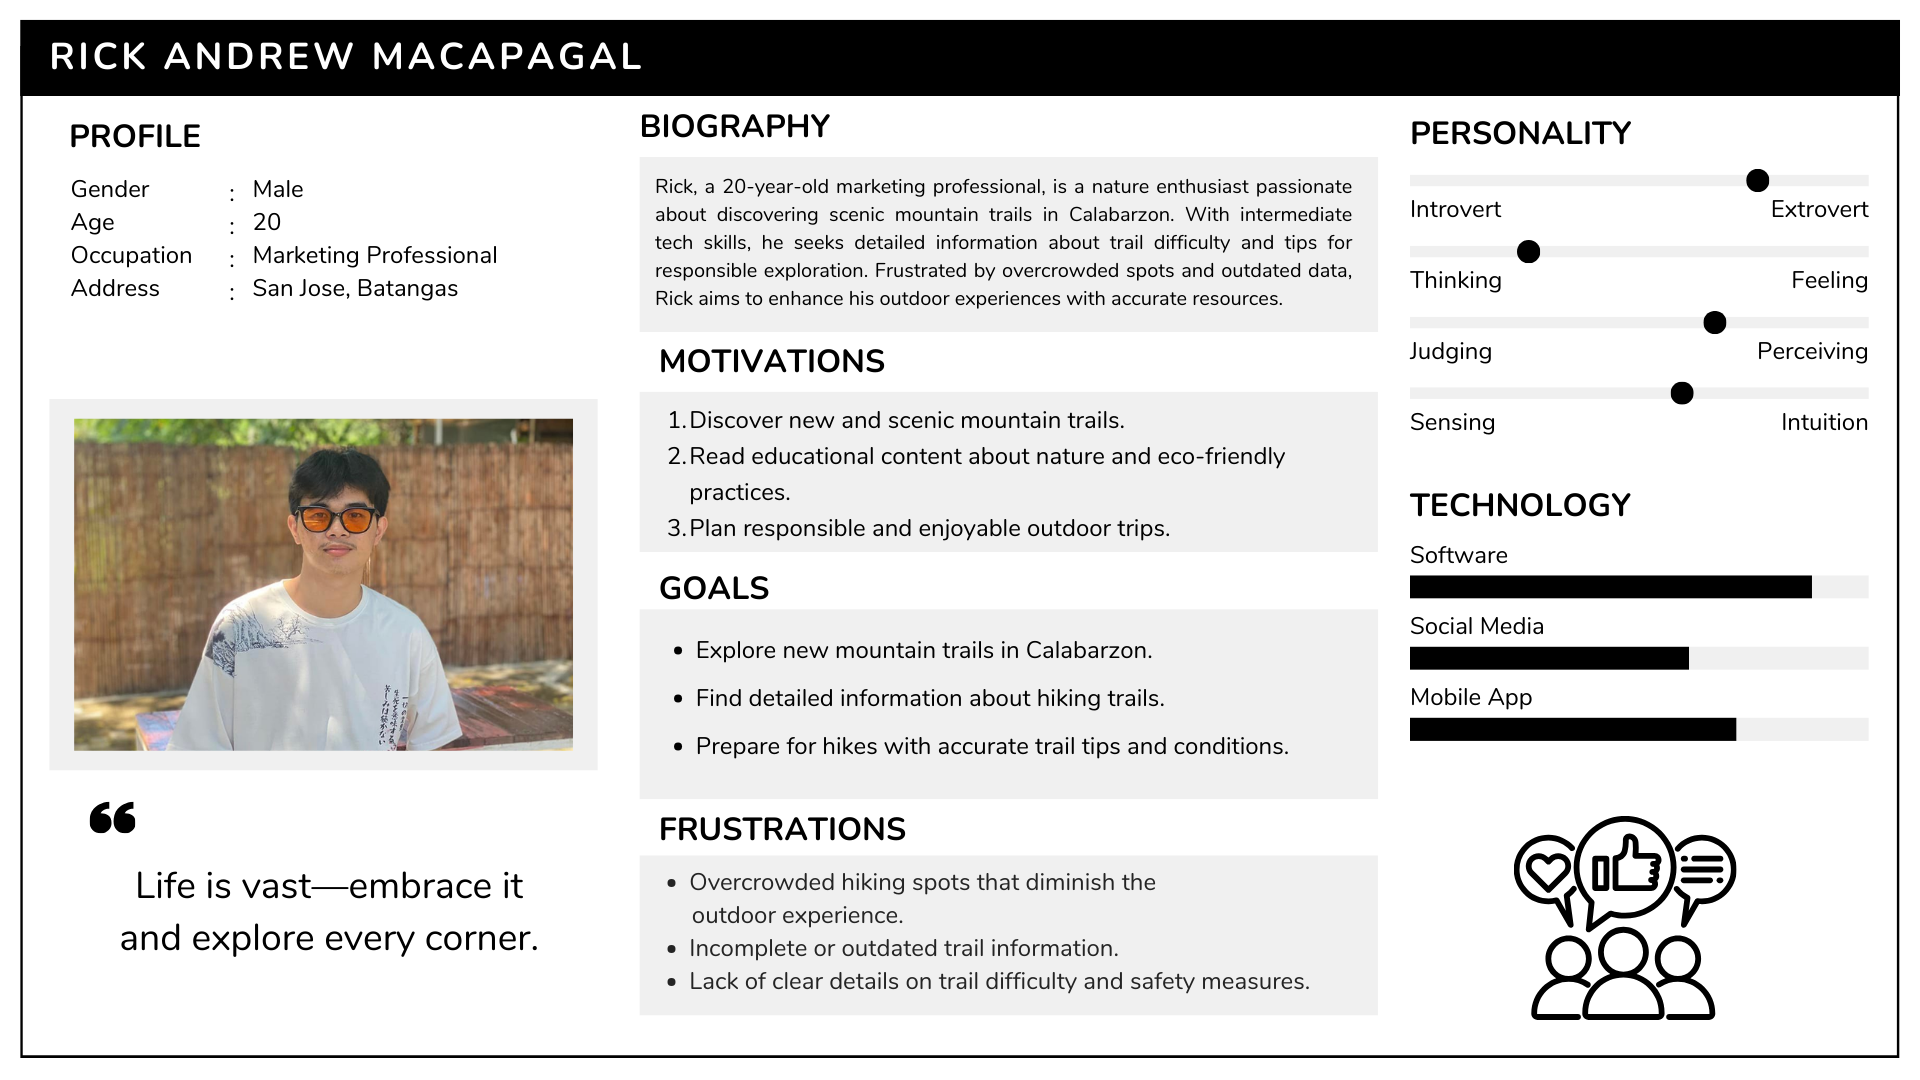 RICK ANDREW MACAPAGAL
PROFILE
Gender : Male
Age : 20
Occupation : Marketing Professional
Address : San Jose, Batangas
Life is vast—embrace it
and explore every corner.
BIOGRAPHY
Rick, a 20-year-old marketing professional, is a nature enthusiast passionate
about discovering scenic mountain trails in Calabarzon. With intermediate
tech skills, he seeks detailed information about trail difficulty and tips for
responsible exploration. Frustrated by overcrowded spots and outdated data,
Rick aims to enhance his outdoor experiences with accurate resources.
MOTIVATIONS
1. Discover new and scenic mountain trails.
2. Read educational content about nature and eco-friendly
practices.
3. Plan responsible and enjoyable outdoor trips.
GOALS
• Explore new mountain trails in Calabarzon.
• Find detailed information about hiking trails.
• Prepare for hikes with accurate trail tips and conditions.
FRUSTRATIONS
• Overcrowded hiking spots that diminish the
outdoor experience.
• Incomplete or outdated trail information.
• Lack of clear details on trail difficulty and safety measures.
PERSONALITY
Introvert Extrovert
Thinking Feeling
Judging Perceiving
Sensing Intuition
TECHNOLOGY
Software
Social Media
Mobile App